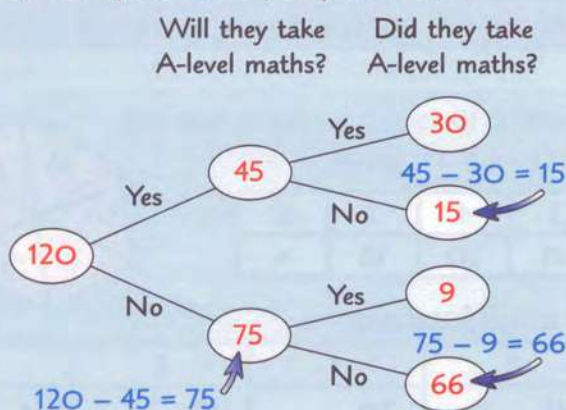 Will they take Did they take
A-level maths? A-level maths?
Yes 30
45 45 – 30 = 15
Yes
No 15
120
Yes 9
No
75 75 – 9 = 66
No 66
120 – 45 = 75